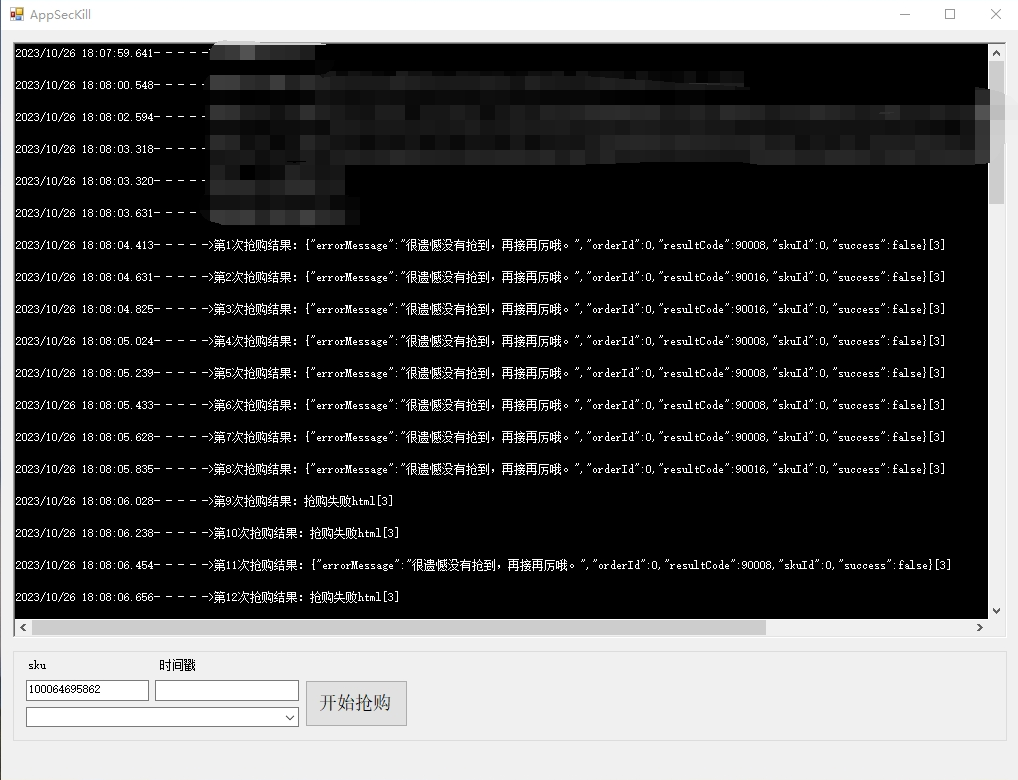 AppSecKill
2023/10/26 18:07:59.641- - - - -
2023/10/26 18:08:00.548- - - - -
2023/10/26 18:08:02.594- - - - -
2023/10/26 18:08:03.318- - - - -
2023/10/26 18:08:03.320- - - - -
2023/10/26 18:08:03.631- - - -
2023/10/26 18:08:04.413- - - - ->第1次抢购结果：{"errorMessage":"很遗憾没有抢到，再接再厉哦。","orderId":0,"resultCode":90008,"skuId":0,"success":false}[3]
2023/10/26 18:08:04.631- - - - ->第2次抢购结果：{"errorMessage":"很遗憾没有抢到，再接再厉哦。","orderId":0,"resultCode":90016,"skuId":0,"success":false}[3]
2023/10/26 18:08:04.825- - - - ->第3次抢购结果：{"errorMessage":"很遗憾没有抢到，再接再厉哦。","orderId":0,"resultCode":90016,"skuId":0,"success":false}[3]
2023/10/26 18:08:05.024- - - - ->第4次抢购结果：{"errorMessage":"很遗憾没有抢到，再接再厉哦。","orderId":0,"resultCode":90008,"skuId":0,"success":false}[3]
2023/10/26 18:08:05.239- - - - ->第5次抢购结果：{"errorMessage":"很遗憾没有抢到，再接再厉哦。","orderId":0,"resultCode":90008,"skuId":0,"success":false}[3]
2023/10/26 18:08:05.433- - - - ->第6次抢购结果：{"errorMessage":"很遗憾没有抢到，再接再厉哦。","orderId":0,"resultCode":90008,"skuId":0,"success":false}[3]
2023/10/26 18:08:05.628- - - - ->第7次抢购结果：{"errorMessage":"很遗憾没有抢到，再接再厉哦。","orderId":0,"resultCode":90008,"skuId":0,"success":false}[3]
2023/10/26 18:08:05.835- - - - ->第8次抢购结果：{"errorMessage":"很遗憾没有抢到，再接再厉哦。","orderId":0,"resultCode":90016,"skuId":0,"success":false}[3]
2023/10/26 18:08:06.028- - - - ->第9次抢购结果：抢购失败html[3]
2023/10/26 18:08:06.238- - - - ->第10次抢购结果：抢购失败html[3]
2023/10/26 18:08:06.454- - - - ->第11次抢购结果：{"errorMessage":"很遗憾没有抢到，再接再厉哦。","orderId":0,"resultCode":90008,"skuId":0,"success":false}[3]
2023/10/26 18:08:06.656- - - - ->第12次抢购结果：抢购失败html[3]
sku 时间戳
100064695862
开始抢购